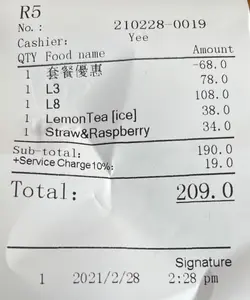 R5
No.: 210228-0019
Cashier: Yee
QTY Food name Amount
1 套餐優惠 -68.0
1 L3 78.0
1 L8 108.0
1 LemonTea [ice] 38.0
1 Straw&Raspberry 34.0
Sub-total: 190.0
+Service Charge10%: 19.0
Total: 209.0
Signature
1 2021/2/28 2:28 pm